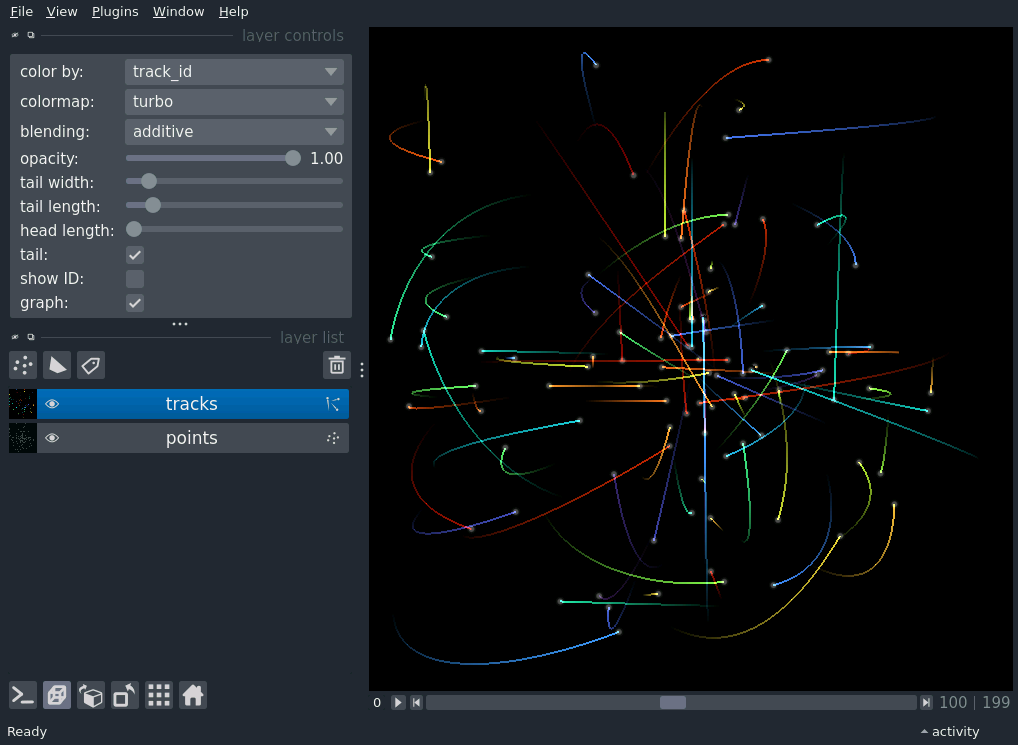 File View Plugins Window Help
layer controls
color by: track_id
colormap: turbo
blending: additive
opacity: 1.00
tail width:
tail length:
head length:
tail:
show ID:
graph:
layer list
tracks
points
0 100 | 199
Ready activity